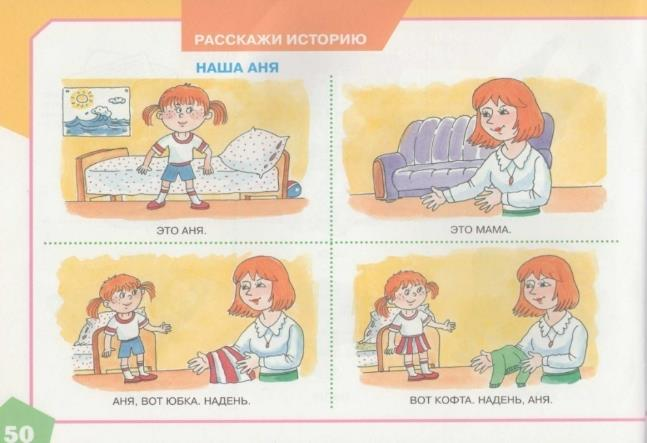 РАССКАЖИ ИСТОРИЮ
НАША АНЯ
ЭТО АНЯ.
ЭТО МАМА.
АНЯ, ВОТ ЮБКА. НАДЕНЬ.
ВОТ КОФТА. НАДЕНЬ, АНЯ.
50